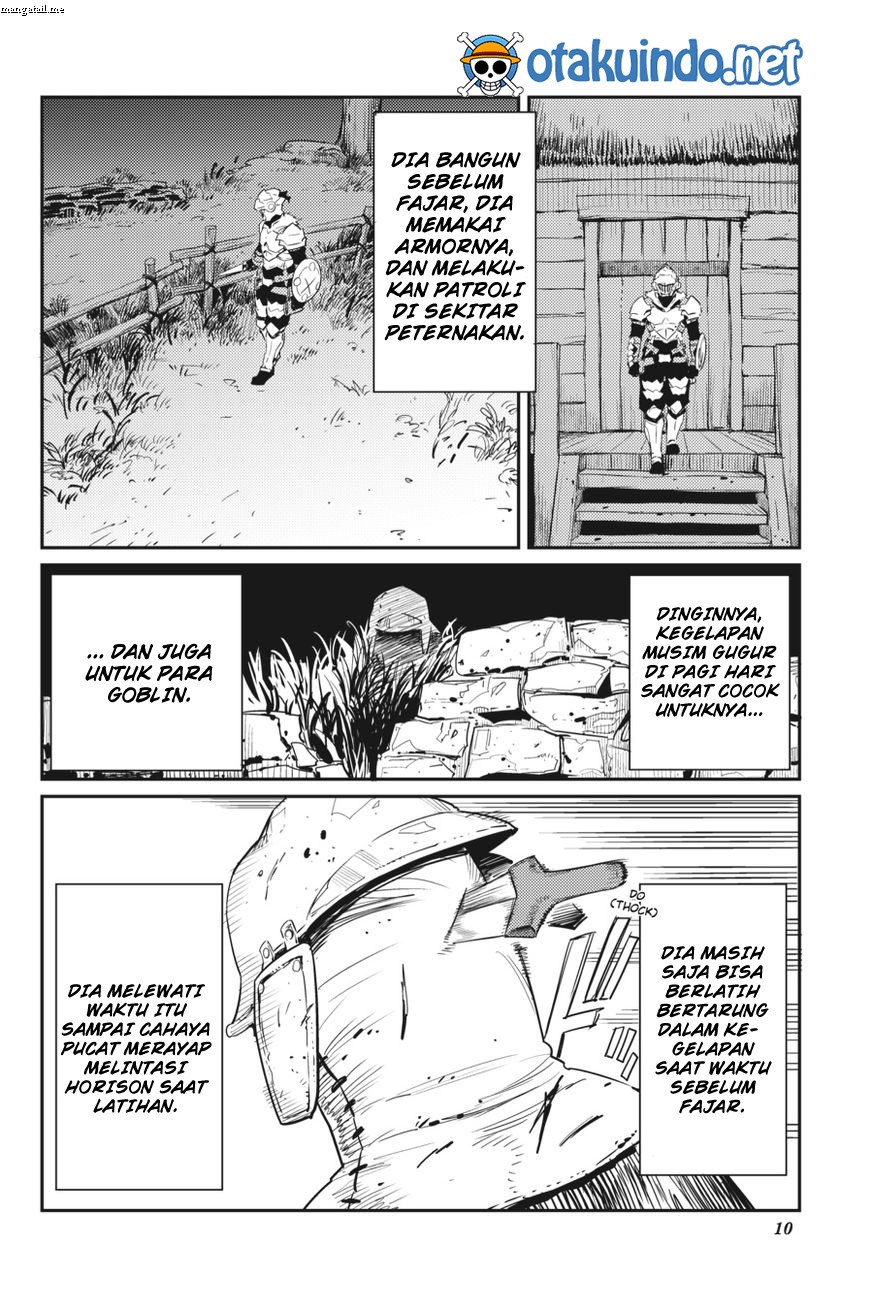 mangatail.me
otakuindo.net
DIA BANGUN
SEBELUM
FAJAR, DIA
MEMAKAI
ARMORNYA,
DAN MELAKU-
KAN PATROLI
DI SEKITAR
PETERNAKAN.
DINGINNYA,
KEGELAPAN
MUSIM GUGUR
DI PAGI HARI
SANGAT COCOK
UNTUKNYA...
... DAN JUGA
UNTUK PARA
GOBLIN.
DO
(THOCK)
DIA MASIH
SAJA BISA
BERLATIH
BERTARUNG
DALAM KE-
GELAPAN
SAAT WAKTU
SEBELUM
FAJAR.
DIA MELEWATI
WAKTU ITU
SAMPAI CAHAYA
PUCAT MERAYAP
MELINTASI
HORISON SAAT
LATIHAN.
10